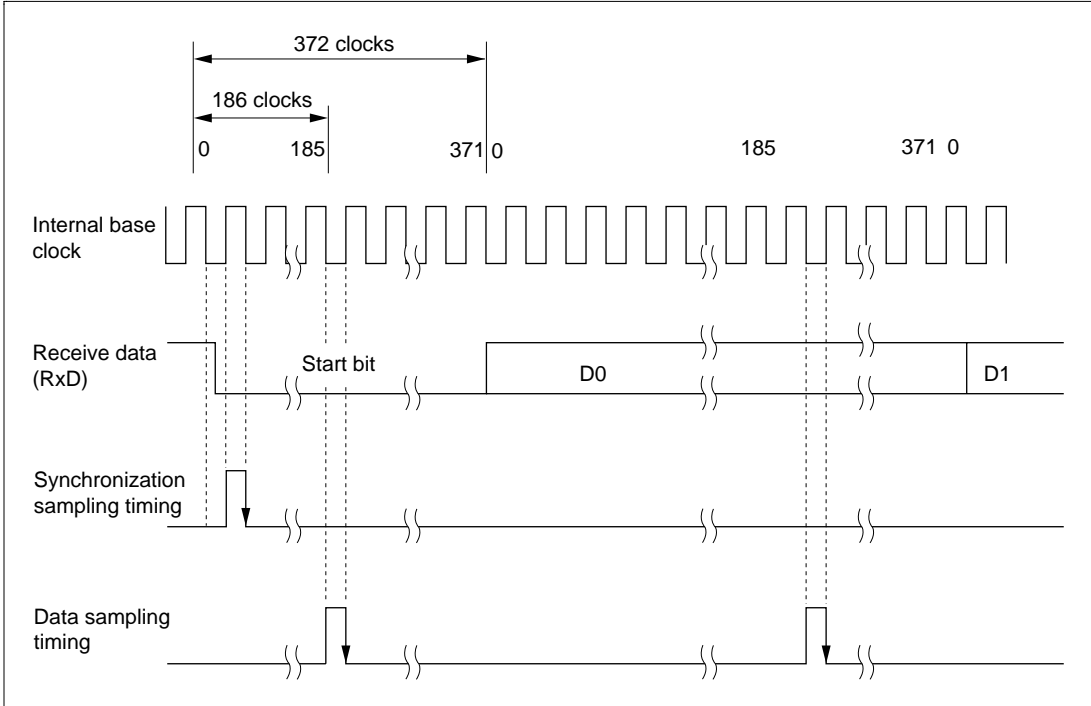 372 clocks
186 clocks
0 185 371 0 185 371 0
Internal base
clock
Receive data
(RxD)
Start bit
D0
D1
Synchronization
sampling timing
Data sampling
timing